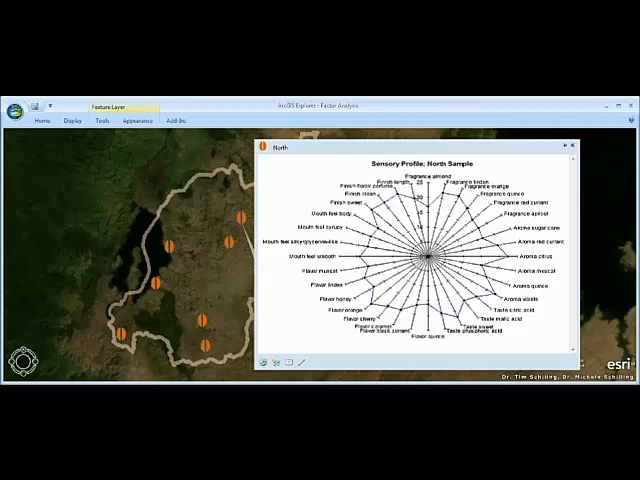 Feature Layer
ArcGIS Explorer - Factor Analysis
Home Display Tools Appearance Add-Ins
North
Sensory Profile: North Sample
Fragrance almond
Fragrance linden
Fragrance orange
Fragrance quince
Fragrance red currant
Fragrance apricot
Aroma sugar cane
Aroma red currant
Aroma citrus
Aroma muscat
Aroma quince
Aroma violets
Taste citric acid
Taste malic acid
Taste sweet
Taste phosphoric acid
Flavor quince
Flavor black currant
Flavor caramel
Flavor cherry
Flavor orange
Flavor honey
Flavor linden
Flavor muscat
Mouth feel smooth
Mouth feel silky/glycerine-like
Mouth feel syrupy
Mouth feel body
Finish sweet
Finish clean
Finish floral/ perfume
Finish length
25
esri
Dr. Tim Schilling, Dr. Michele Schilling